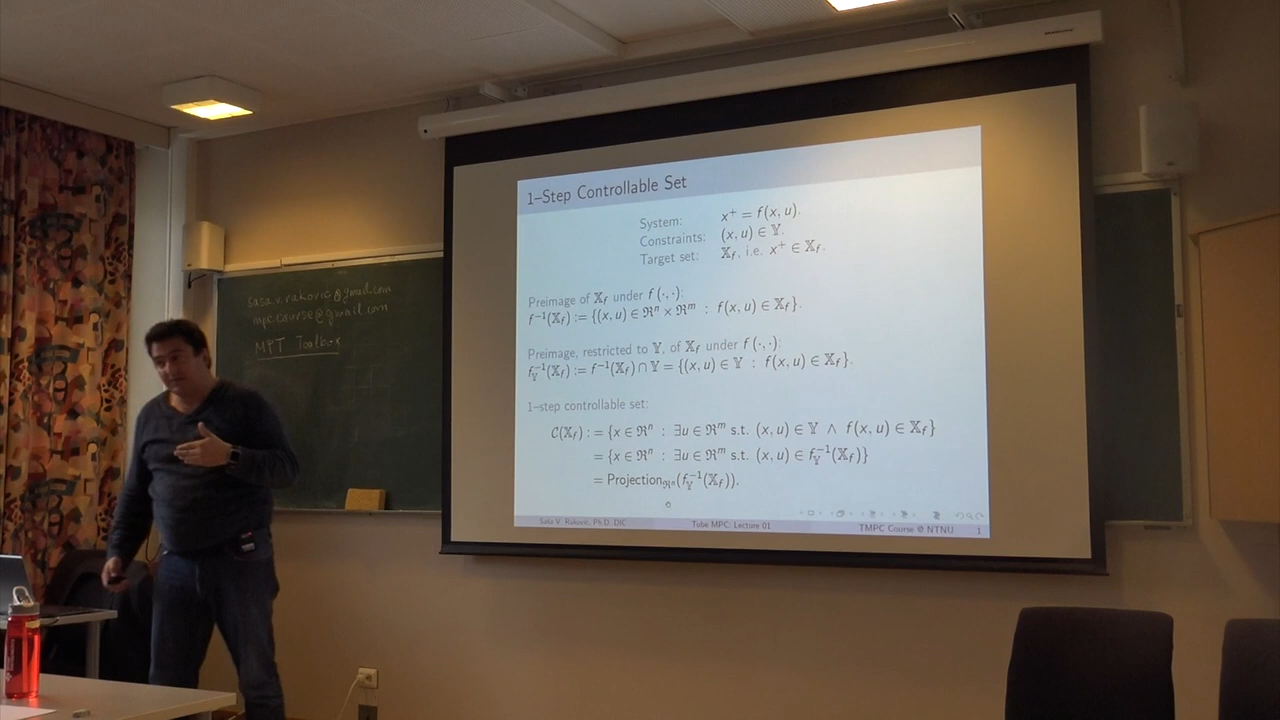 1–Step Controllable Set
System: x⁺ = f(x, u).
Constraints: (x, u) ∈ 𝕐.
Target set: 𝕏_f, i.e. x⁺ ∈ 𝕏_f.
Preimage of 𝕏_f under f (·, ·):
f⁻¹(𝕏_f) := {(x, u) ∈ ℜⁿ × ℜᵐ : f(x, u) ∈ 𝕏_f}.
Preimage, restricted to 𝕐, of 𝕏_f under f (·, ·):
f_𝕐⁻¹(𝕏_f) := f⁻¹(𝕏_f) ∩ 𝕐 = {(x, u) ∈ 𝕐 : f(x, u) ∈ 𝕏_f}.
1–step controllable set:
𝒞(𝕏_f) := {x ∈ ℜⁿ : ∃u ∈ ℜᵐ s.t. (x, u) ∈ 𝕐 ∧ f(x, u) ∈ 𝕏_f}
= {x ∈ ℜⁿ : ∃u ∈ ℜᵐ s.t. (x, u) ∈ f_𝕐⁻¹(𝕏_f)}
= Projection_ℜⁿ(f_𝕐⁻¹(𝕏_f)).
Saša V. Raković, Ph.D. DIC Tube MPC: Lecture 01 TMPC Course @ NTNU 1
sasa.v.rakovic@gmail.com
mpc.course@gmail.com
MPT Toolbox